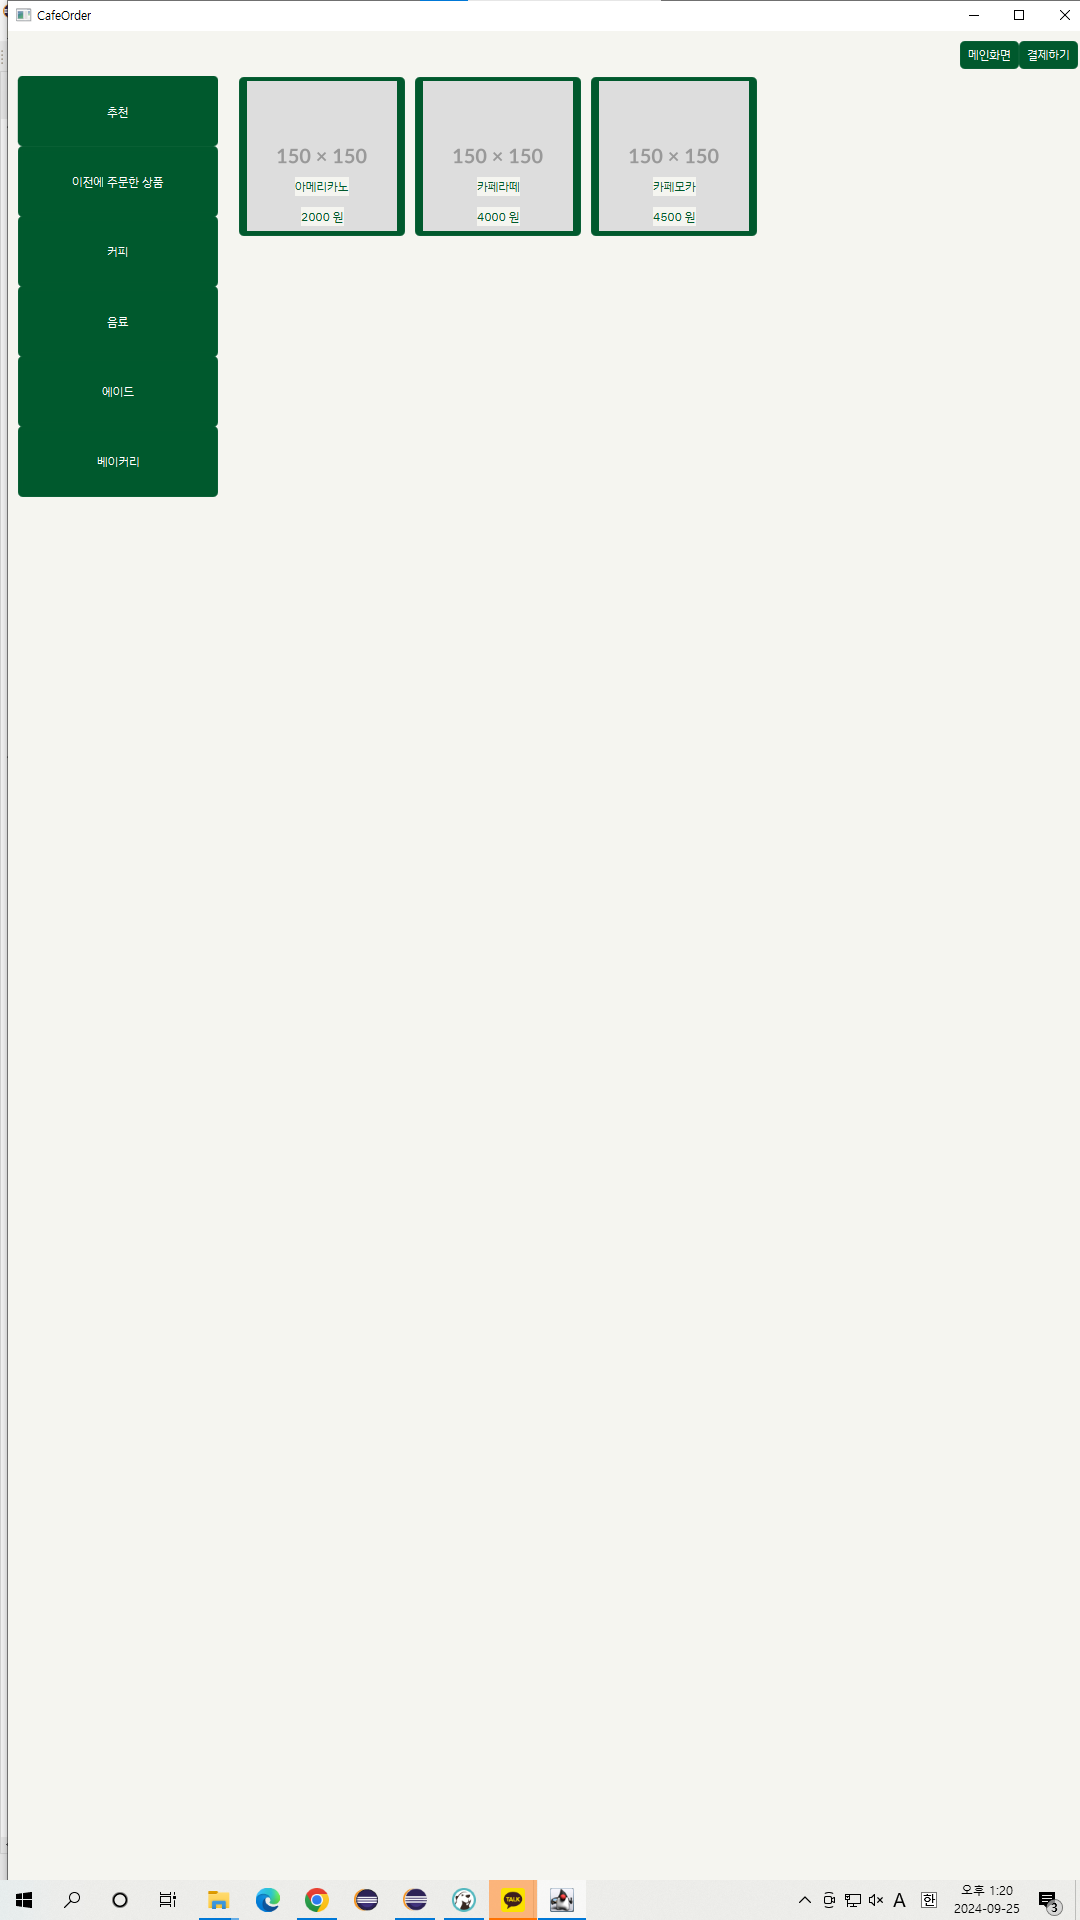 CafeOrder
메인화면 결제하기
추천
이전에 주문한 상품
커피
음료
에이드
베이커리
150 × 150
아메리카노
2000 원
150 × 150
카페라떼
4000 원
150 × 150
카페모카
4500 원
TALK
A
한
오후 1:20
2024-09-25
3